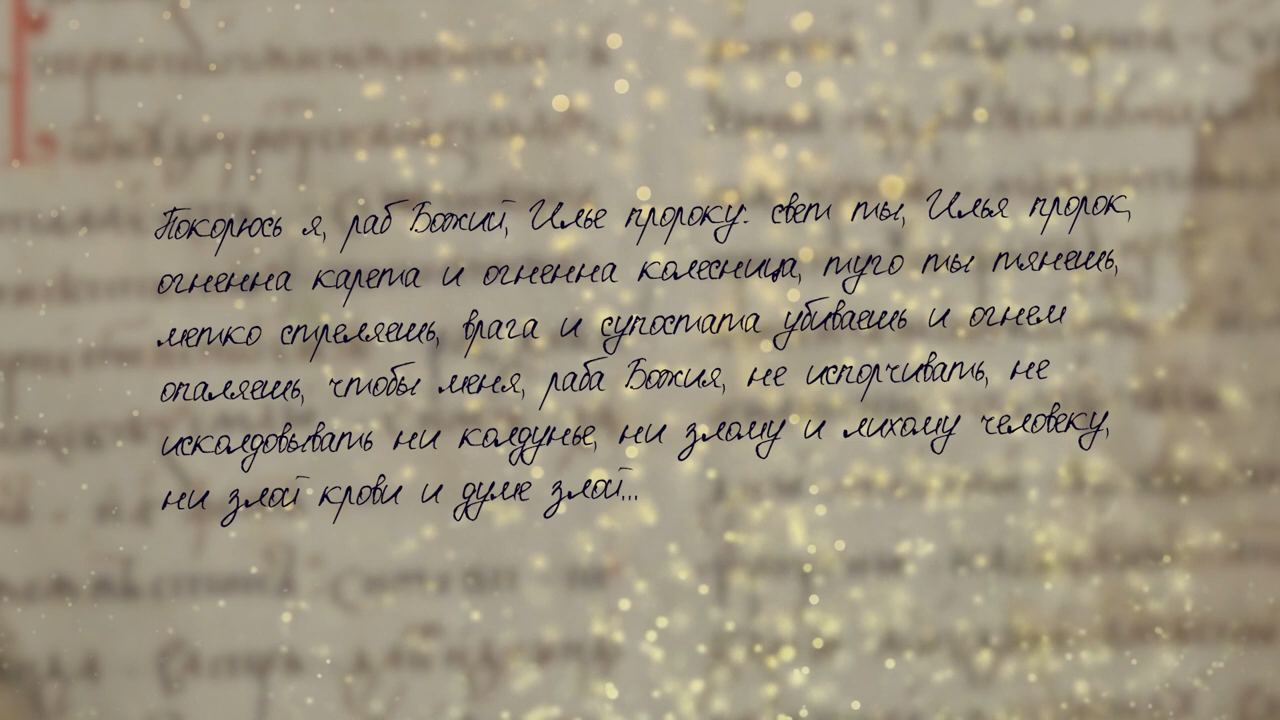 Покорюсь я, раб Божий, Илье пророку: свет ты, Илья пророк,
огненна карета и огненна колесница, туго ты тянешь,
метко стреляешь, врага и супостата убиваешь и огнем
опаляешь, чтобы меня, раба Божия, не испорчивать, не
исколдовывать ни колдунье, ни злому и лихому человеку,
ни злой крови и думе злой...